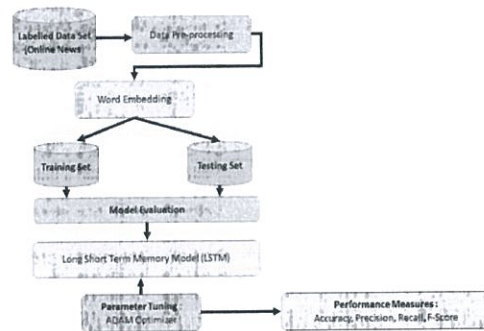 Labelled Data Set
(Online News
Data Pre-processing
Word Embedding
Training Set
Testing Set
Model Evaluation
Long Short Term Memory Model (LSTM)
Parameter Tuning :
ADAM Optimizer
Performance Measures :
Accuracy, Precision, Recall, F-Score